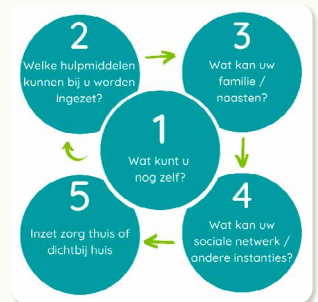 1
Wat kunt u
nog zelf?
2
Welke hulpmiddelen
kunnen bij u worden
ingezet?
3
Wat kan uw
familie /
naasten?
4
Wat kan uw
sociale netwerk /
andere instanties?
5
Inzet zorg thuis of
dichtbij huis